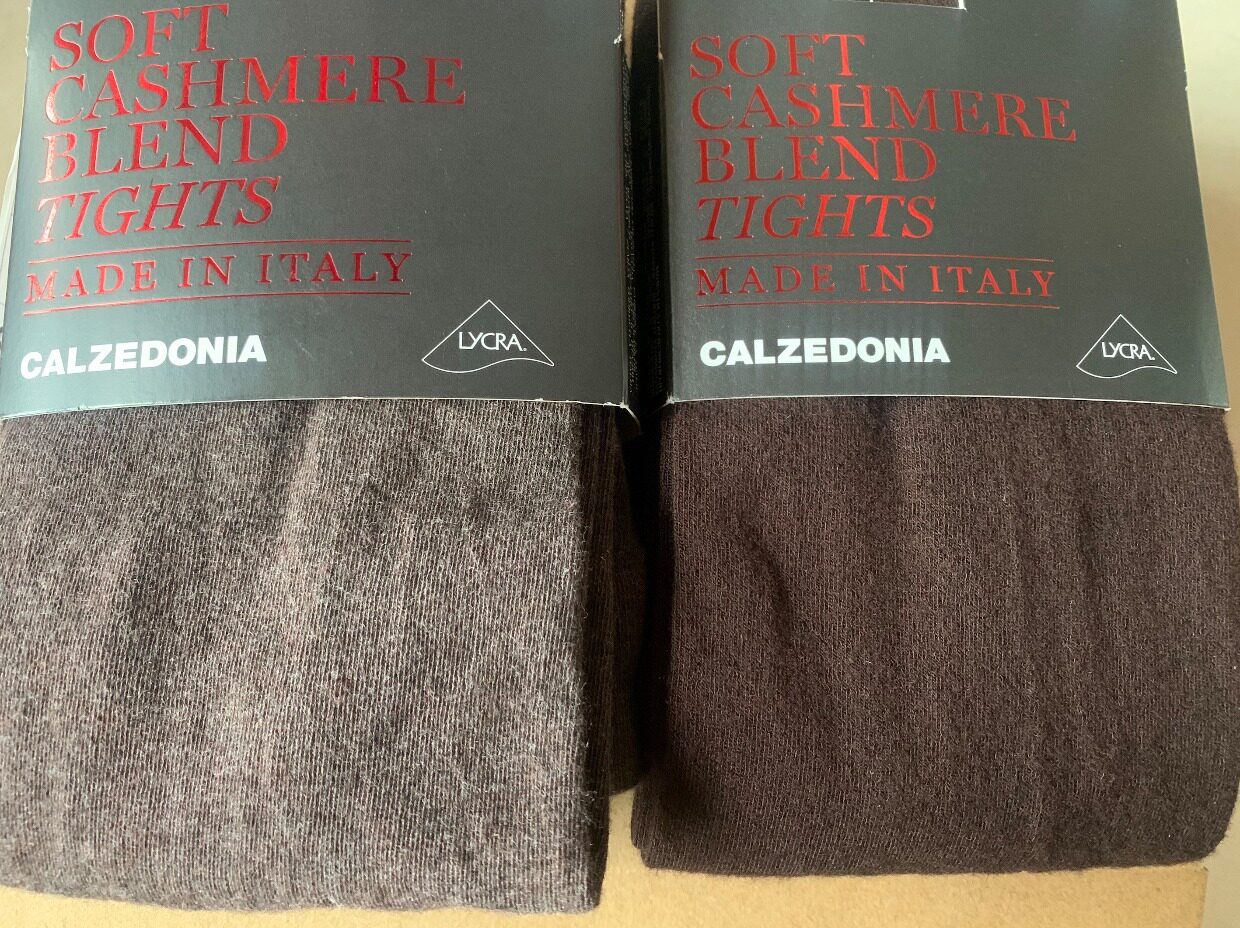 SOFT
CASHMERE
BLEND
TIGHTS
MADE IN ITALY
CALZEDONIA
LYCRA.
SOFT
CASHMERE
BLEND
TIGHTS
MADE IN ITALY
CALZEDONIA
LYCRA.